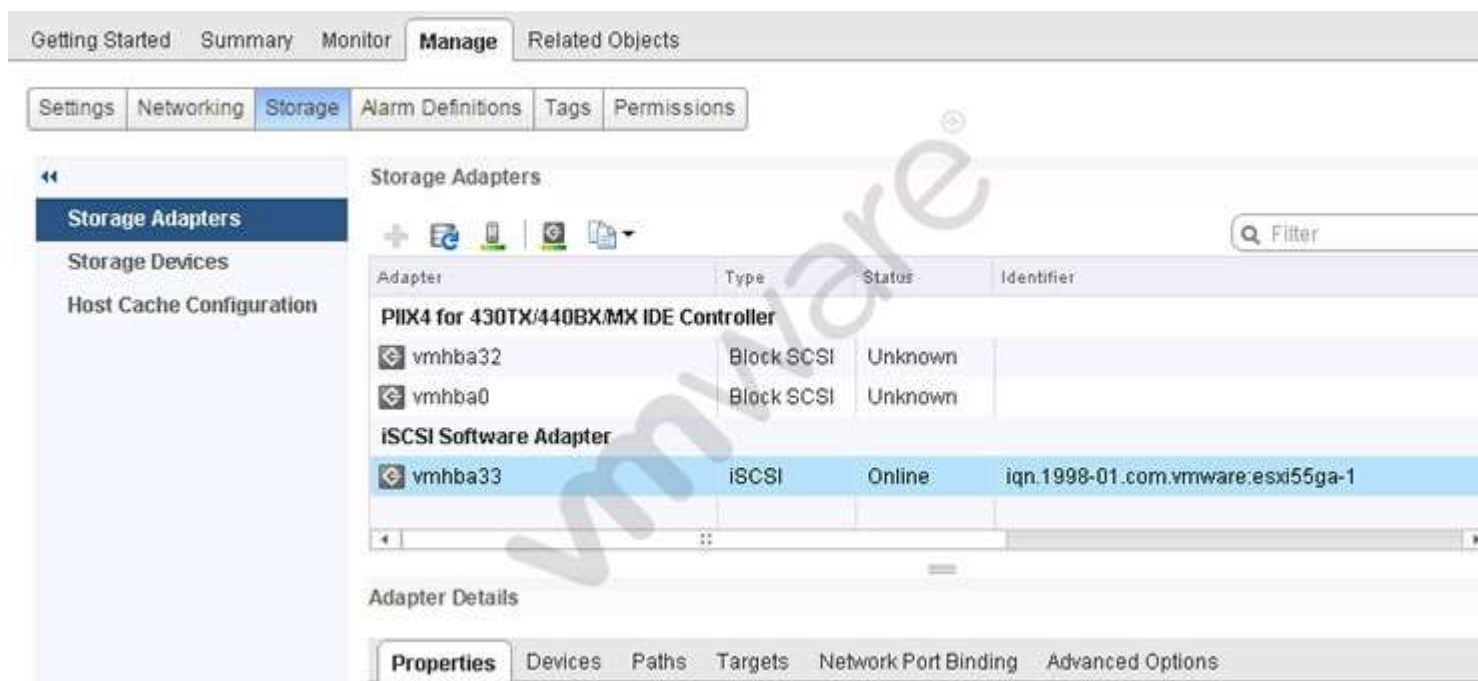 Getting Started Summary Monitor Manage Related Objects
Settings Networking Storage Alarm Definitions Tags Permissions
Storage Adapters
Storage Devices
Host Cache Configuration
Storage Adapters
Filter
Adapter Type Status Identifier
PIIX4 for 430TX/440BX/MX IDE Controller
vmhba32 Block SCSI Unknown
vmhba0 Block SCSI Unknown
iSCSI Software Adapter
vmhba33 iSCSI Online iqn.1998-01.com.vmware:esxi55ga-1
Adapter Details
Properties Devices Paths Targets Network Port Binding Advanced Options
vmware